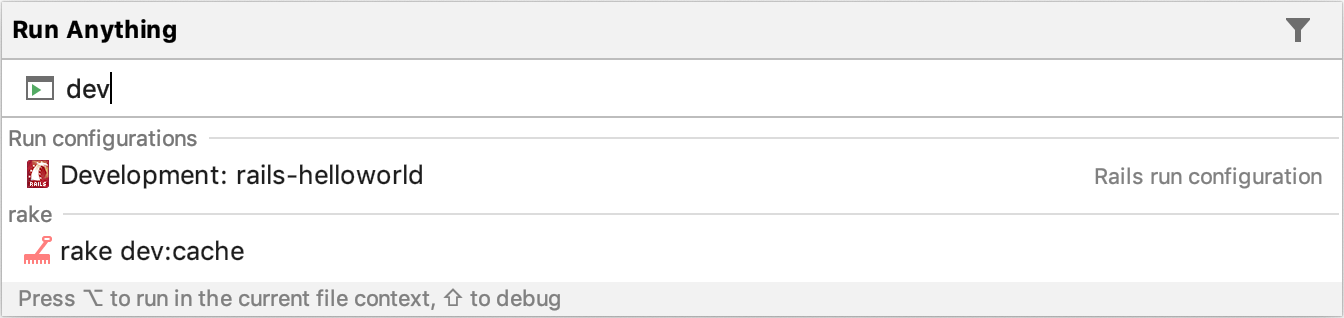 Run Anything
dev
Run configurations
RAILS Development: rails-helloworld Rails run configuration
rake
rake dev:cache
Press ⌥ to run in the current file context, ⇧ to debug